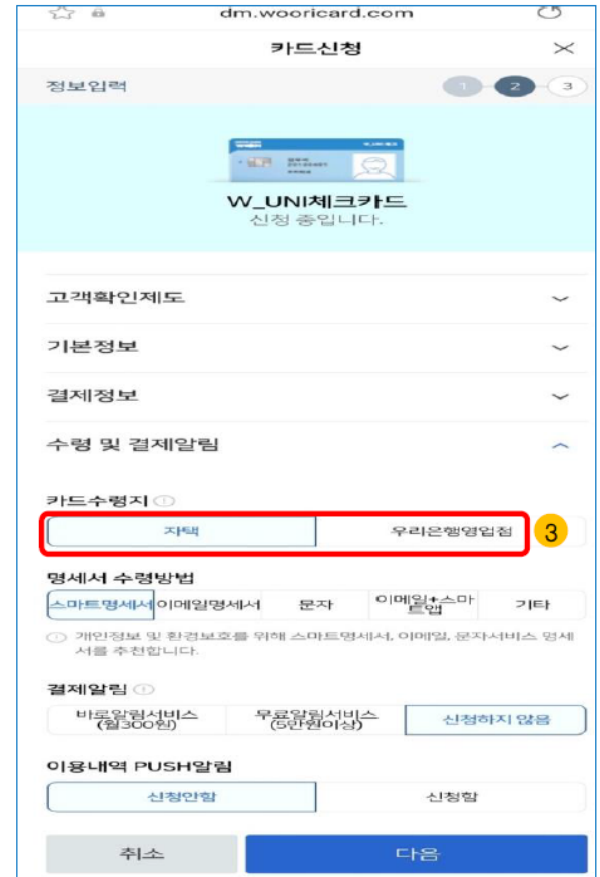 dm.wooricard.com
카드신청
정보입력
1 2 3
W_UNI체크카드
신청 중입니다.
고객확인제도
기본정보
결제정보
수령 및 결제알림
카드수령지
자택 우리은행영업점 3
명세서 수령방법
스마트명세서 이메일명세서 문자 이메일+스마트앱 기타
개인정보 및 환경보호를 위해 스마트명세서, 이메일, 문자서비스 명세
서를 추천합니다.
결제알림
바로알림서비스 (월300원) 무료알림서비스 (5만원이상) 신청하지 않음
이용내역 PUSH알림
신청안함 신청함
취소 다음